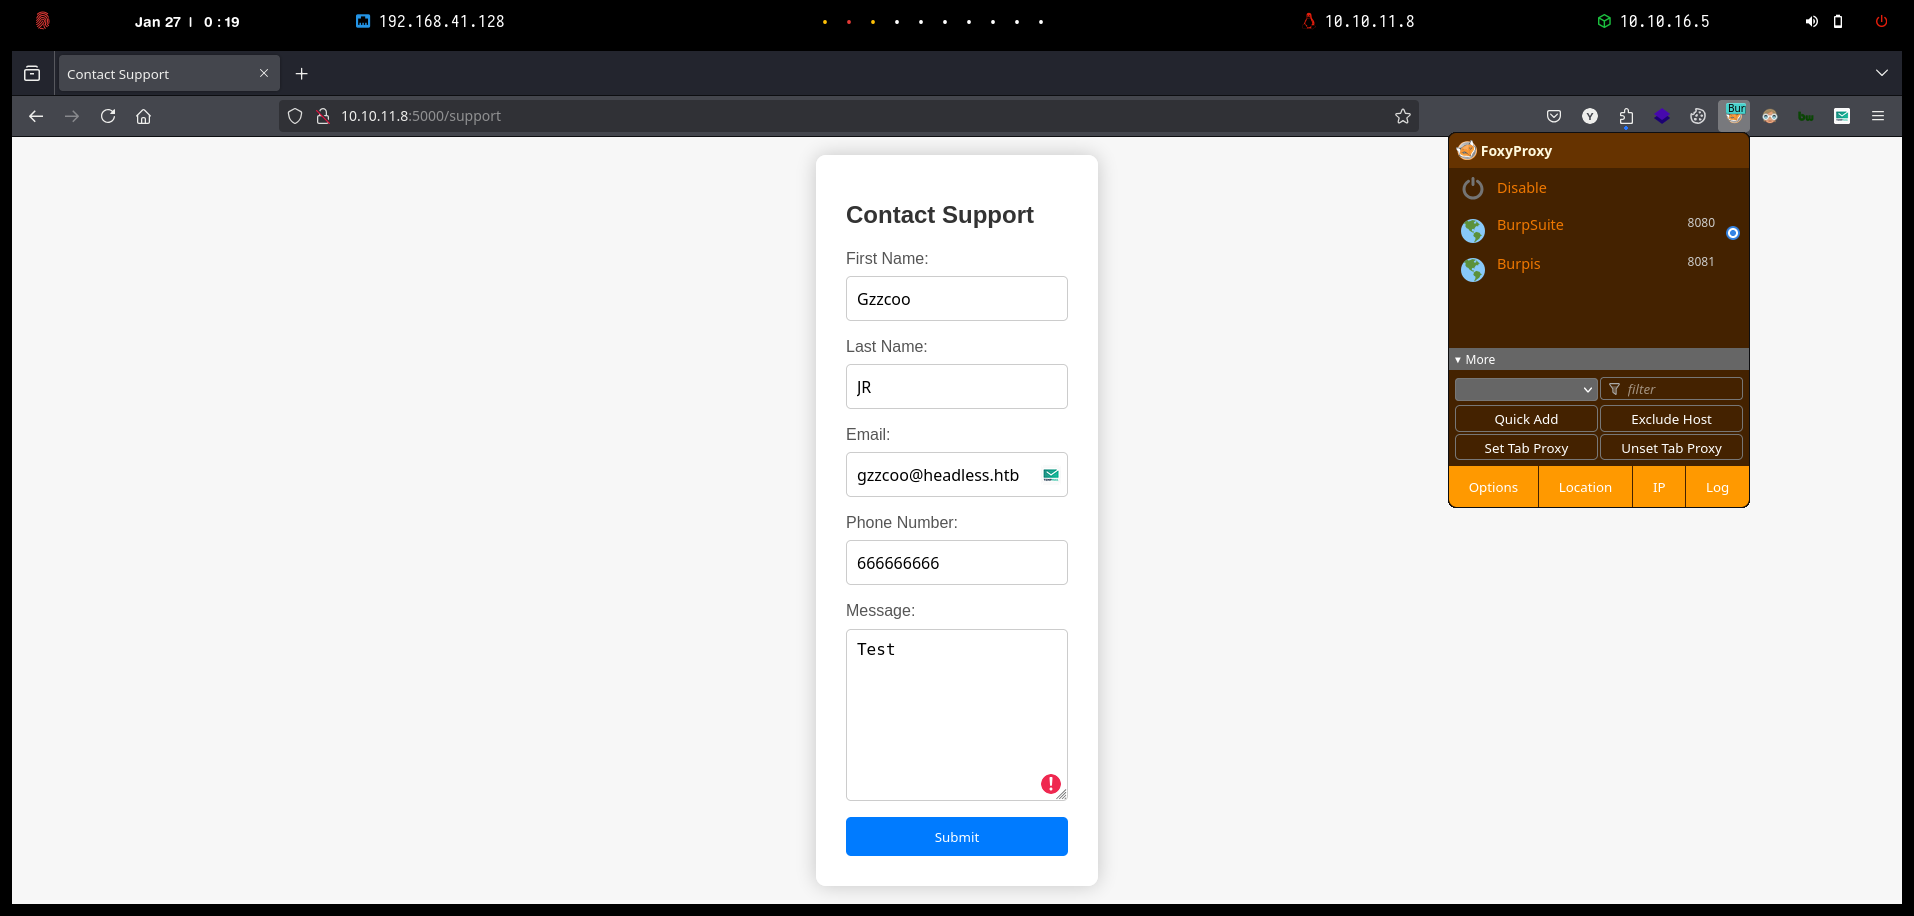 Jan 27 | 0:19
192.168.41.128
10.10.11.8
10.10.16.5
Contact Support
10.10.11.8:5000/support
Y
Bur
bw
Contact Support
First Name:
Gzzcoo
Last Name:
JR
Email:
gzzcoo@headless.htb
Phone Number:
666666666
Message:
Test
Submit
FoxyProxy
Disable
BurpSuite 8080
Burpis 8081
▾ More
filter
Quick Add Exclude Host
Set Tab Proxy Unset Tab Proxy
Options Location IP Log